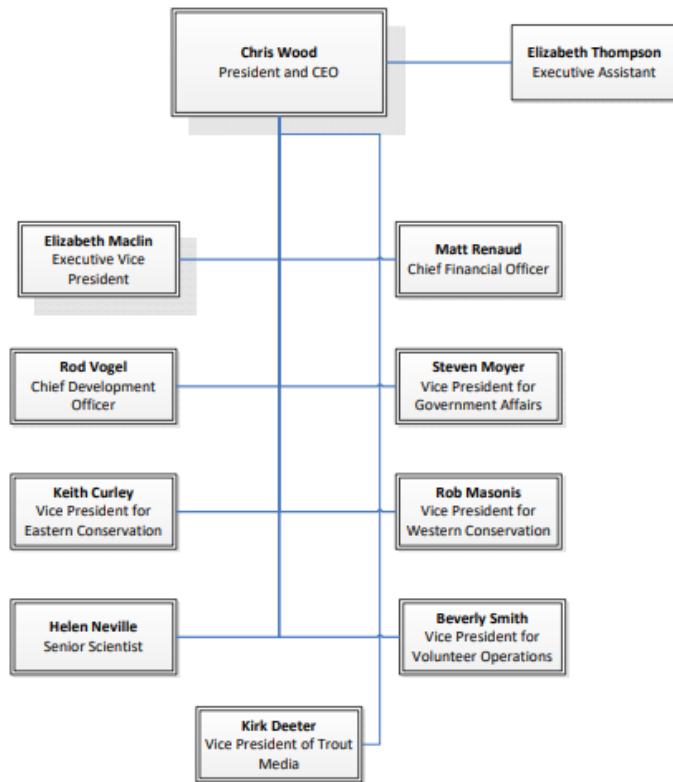 Chris Wood
President and CEO
Elizabeth Thompson
Executive Assistant
Elizabeth Maclin
Executive Vice
President
Matt Renaud
Chief Financial Officer
Rod Vogel
Chief Development
Officer
Steven Moyer
Vice President for
Government Affairs
Keith Curley
Vice President for
Eastern Conservation
Rob Masonis
Vice President for
Western Conservation
Helen Neville
Senior Scientist
Beverly Smith
Vice President for
Volunteer Operations
Kirk Deeter
Vice President of Trout
Media